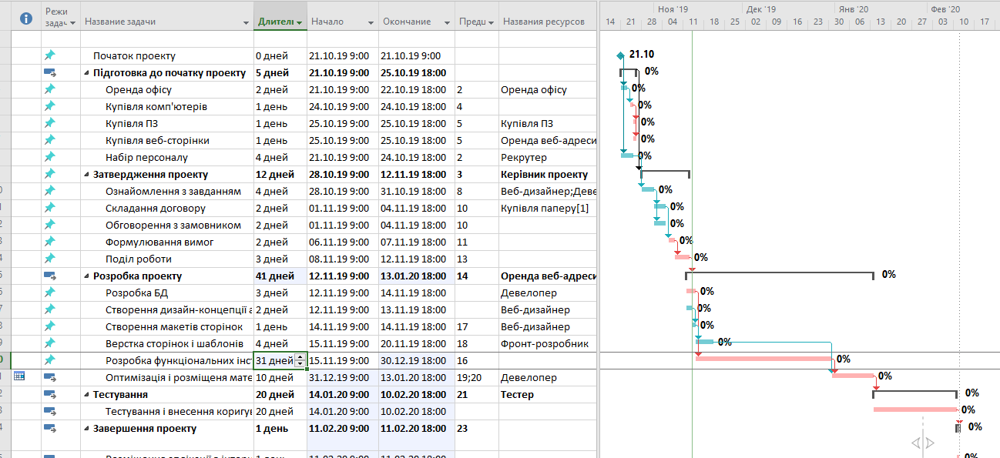 Режи задач Название задачи Длител Начало Окончание Предш Названия ресурсов
Ноя '19 Дек '19 Янв '20 Фев '20
14 21 28 04 11 18 25 02 09 16 23 30 06 13 20 27 03 10 17
Початок проекту 0 дней 21.10.19 9:00 21.10.19 9:00 21.10
Підготовка до початку проекту 5 дней 21.10.19 9:00 25.10.19 18:00 0%
Оренда офісу 2 дней 21.10.19 9:00 22.10.19 18:00 2 Оренда офісу 0%
Купівля комп'ютерів 1 день 24.10.19 9:00 24.10.19 18:00 4 0%
Купівля ПЗ 1 день 25.10.19 9:00 25.10.19 18:00 5 Купівля ПЗ 0%
Купівля веб-сторінки 1 день 25.10.19 9:00 25.10.19 18:00 5 Оренда веб-адреси 0%
Набір персоналу 4 дней 21.10.19 9:00 24.10.19 18:00 2 Рекрутер 0%
Затвердження проекту 12 дней 28.10.19 9:00 12.11.19 18:00 3 Керівник проекту
Ознайомлення з завданням 4 дней 28.10.19 9:00 31.10.19 18:00 8 Веб-дизайнер;Деве 0%
Складання договору 2 дней 01.11.19 9:00 04.11.19 18:00 10 Купівля паперу[1] 0%
Обговорення з замовником 2 дней 01.11.19 9:00 04.11.19 18:00 10 0%
Формулювання вимог 2 дней 06.11.19 9:00 07.11.19 18:00 11 0%
Поділ роботи 3 дней 08.11.19 9:00 12.11.19 18:00 13 0%
Розробка проекту 41 дней 12.11.19 9:00 13.01.20 18:00 14 Оренда веб-адреси 0%
Розробка БД 3 дней 12.11.19 9:00 14.11.19 18:00 Девелопер 0%
Створення дизайн-концепції а 2 дней 12.11.19 9:00 13.11.19 18:00 Веб-дизайнер 0%
Створення макетів сторінок 1 день 14.11.19 9:00 14.11.19 18:00 17 Веб-дизайнер 0%
Верстка сторінок і шаблонів 4 дней 15.11.19 9:00 20.11.19 18:00 18 Фронт-розробник 0%
Розробка функціональних інс 31 дней 15.11.19 9:00 30.12.19 18:00 16 0%
Оптимізація і розміщеня мате 10 дней 31.12.19 9:00 13.01.20 18:00 19;20 Девелопер 0%
Тестування 20 дней 14.01.20 9:00 10.02.20 18:00 21 Тестер 0%
Тестування і внесення коригув 20 дней 14.01.20 9:00 10.02.20 18:00 0%
Завершення проекту 1 день 11.02.20 9:00 11.02.20 18:00 23 0%